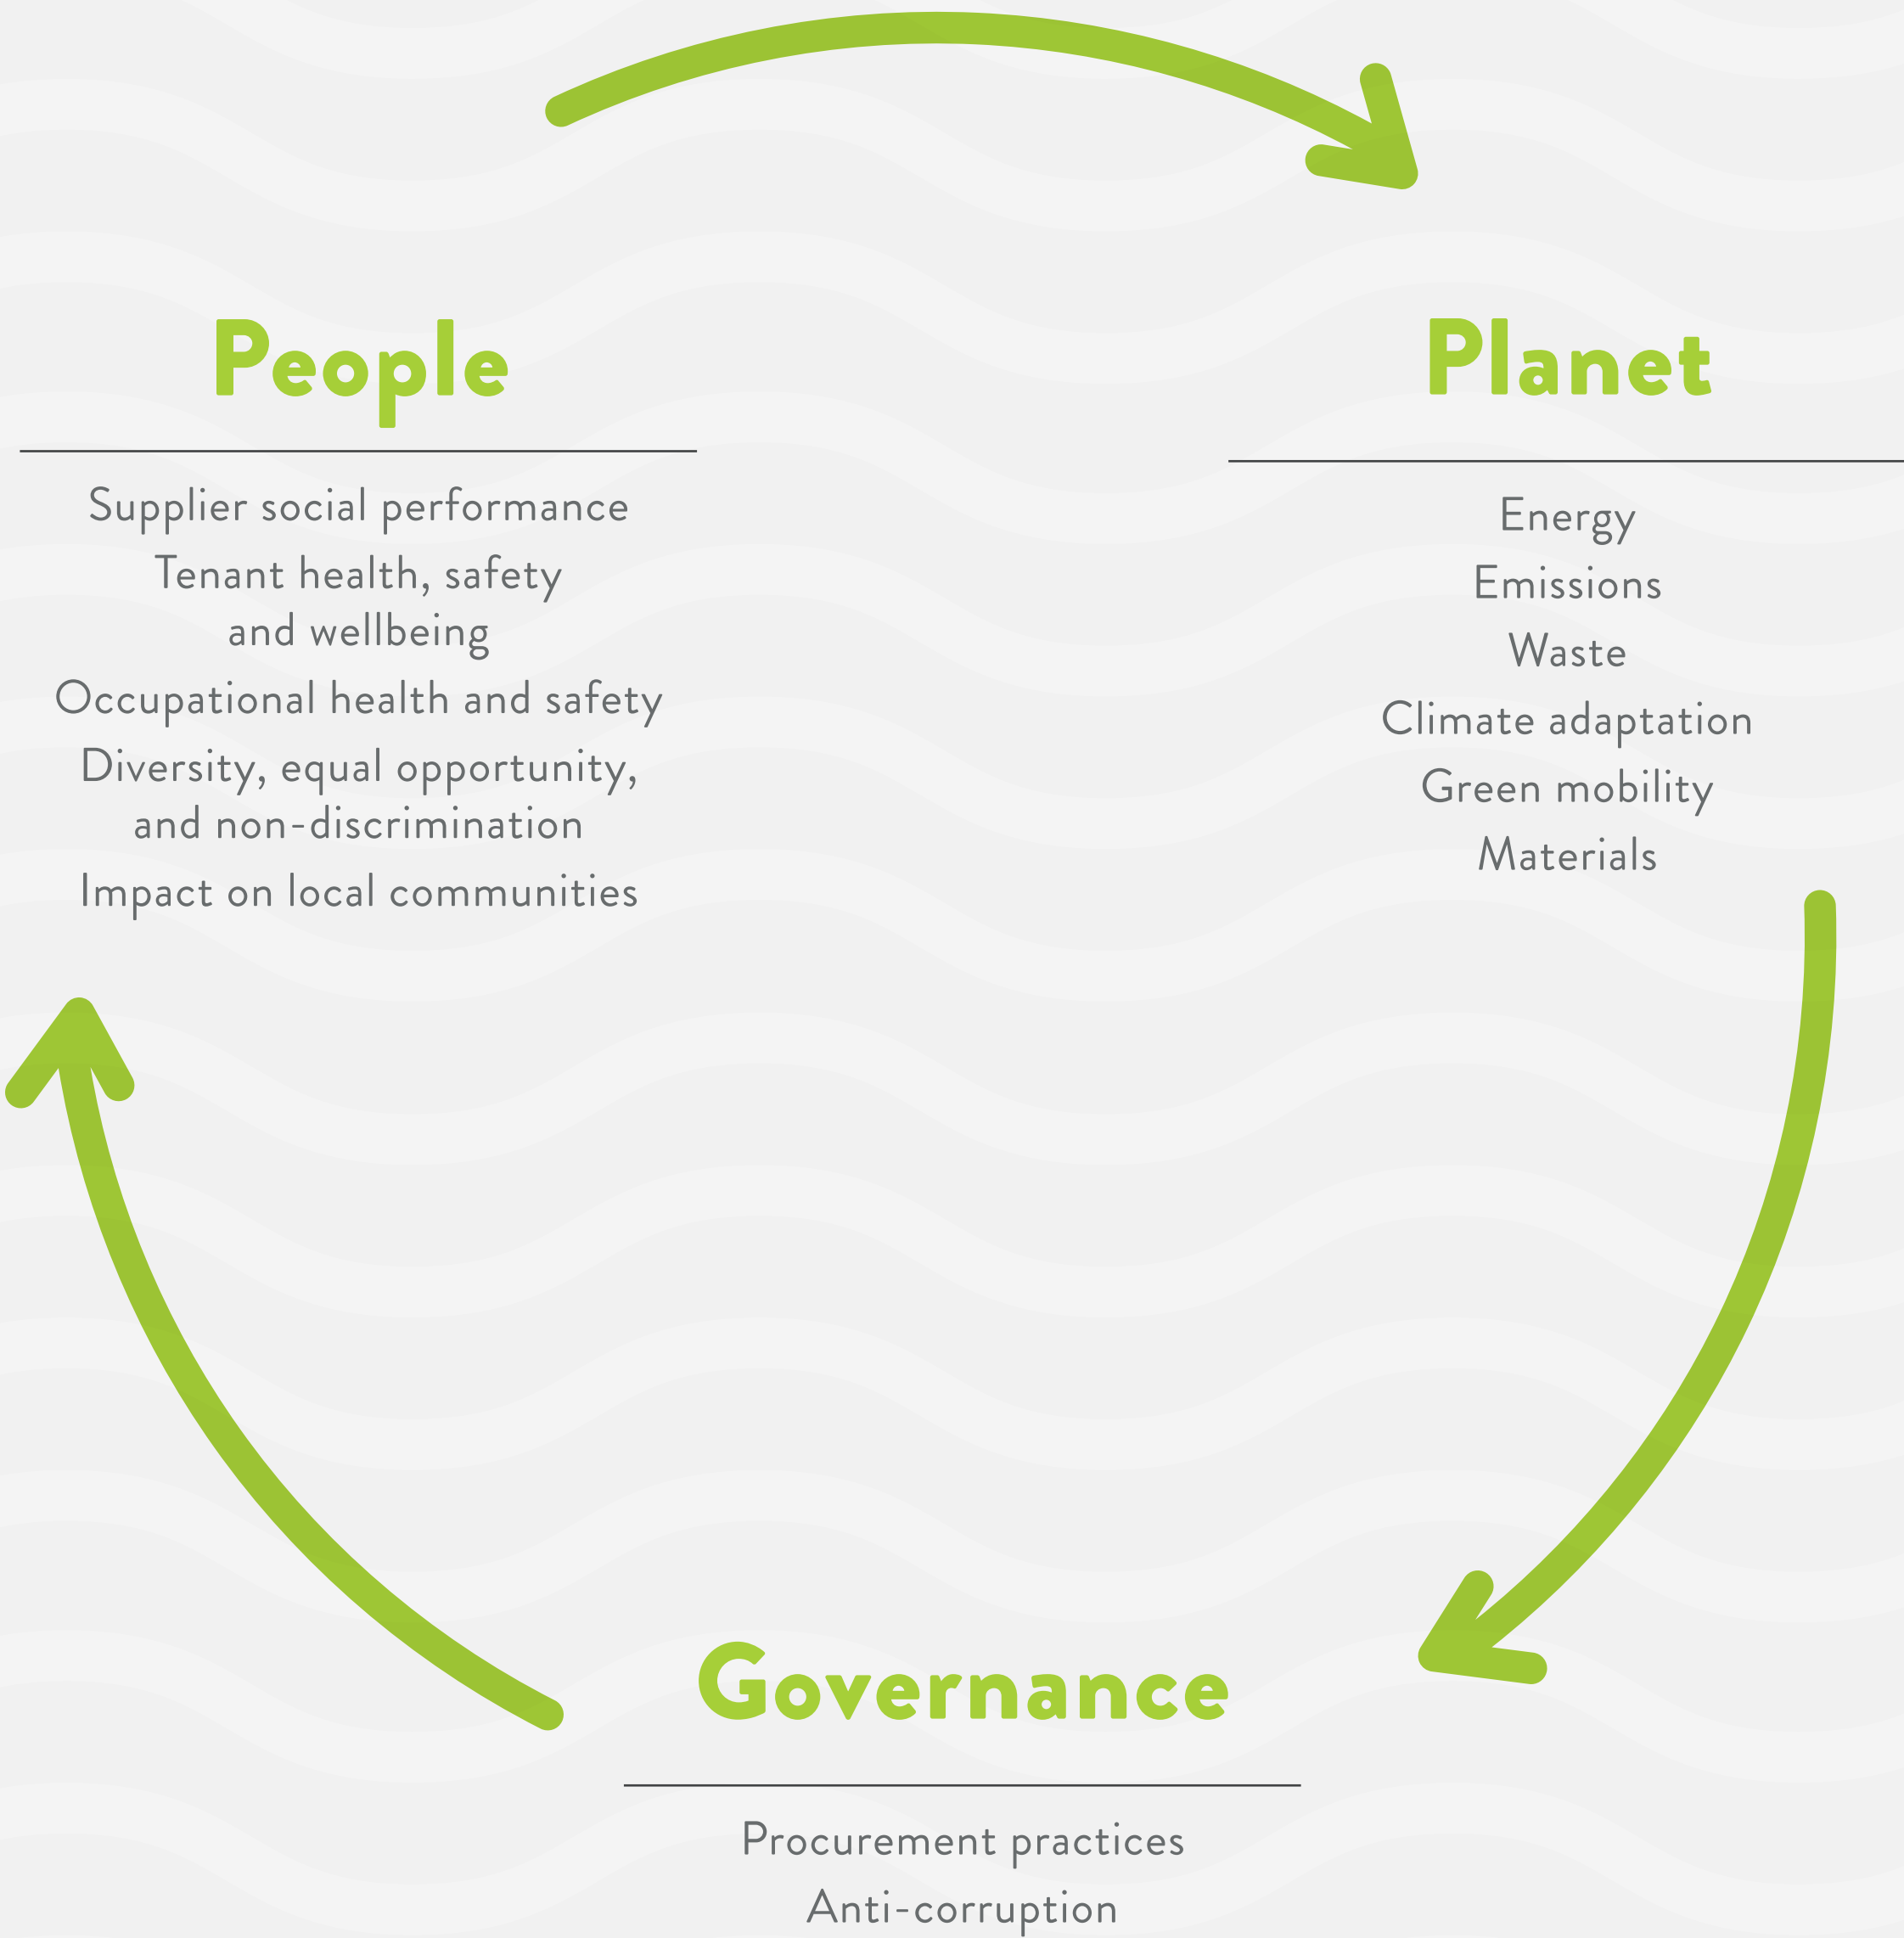 People
Supplier social performance
Tenant health, safety
and wellbeing
Occupational health and safety
Diversity, equal opportunity,
and non-discrimination
Impact on local communities
Planet
Energy
Emissions
Waste
Climate adaptation
Green mobility
Materials
Governance
Procurement practices
Anti-corruption